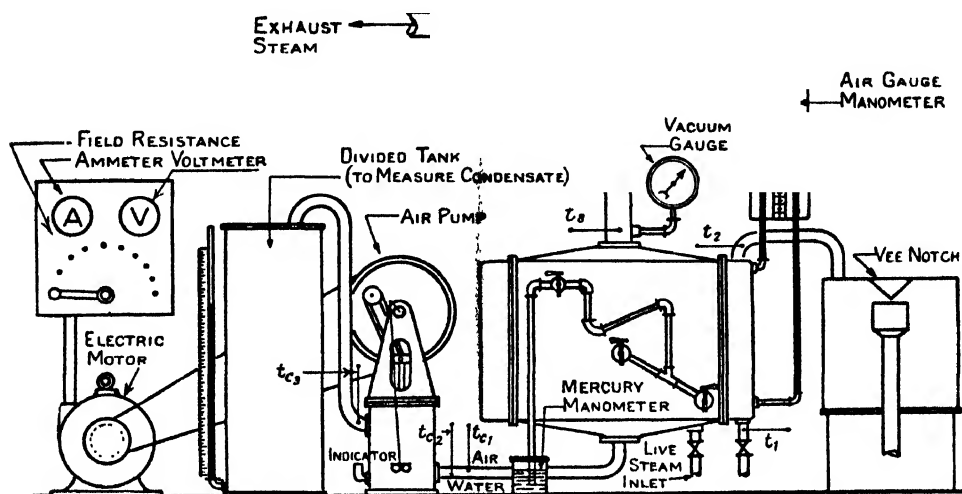 EXHAUST
STEAM
AIR GAUGE
MANOMETER
VACUUM
GAUGE
FIELD RESISTANCE
AMMETER VOLTMETER
DIVIDED TANK
(TO MEASURE CONDENSATE)
AIR PUMP
A
V
t₈
t₂
VEE NOTCH
ELECTRIC
MOTOR
tc₃
MERCURY
MANOMETER
tc₂
tc₁
t₁
INDICATOR
AIR
WATER
LIVE STEAM
INLET